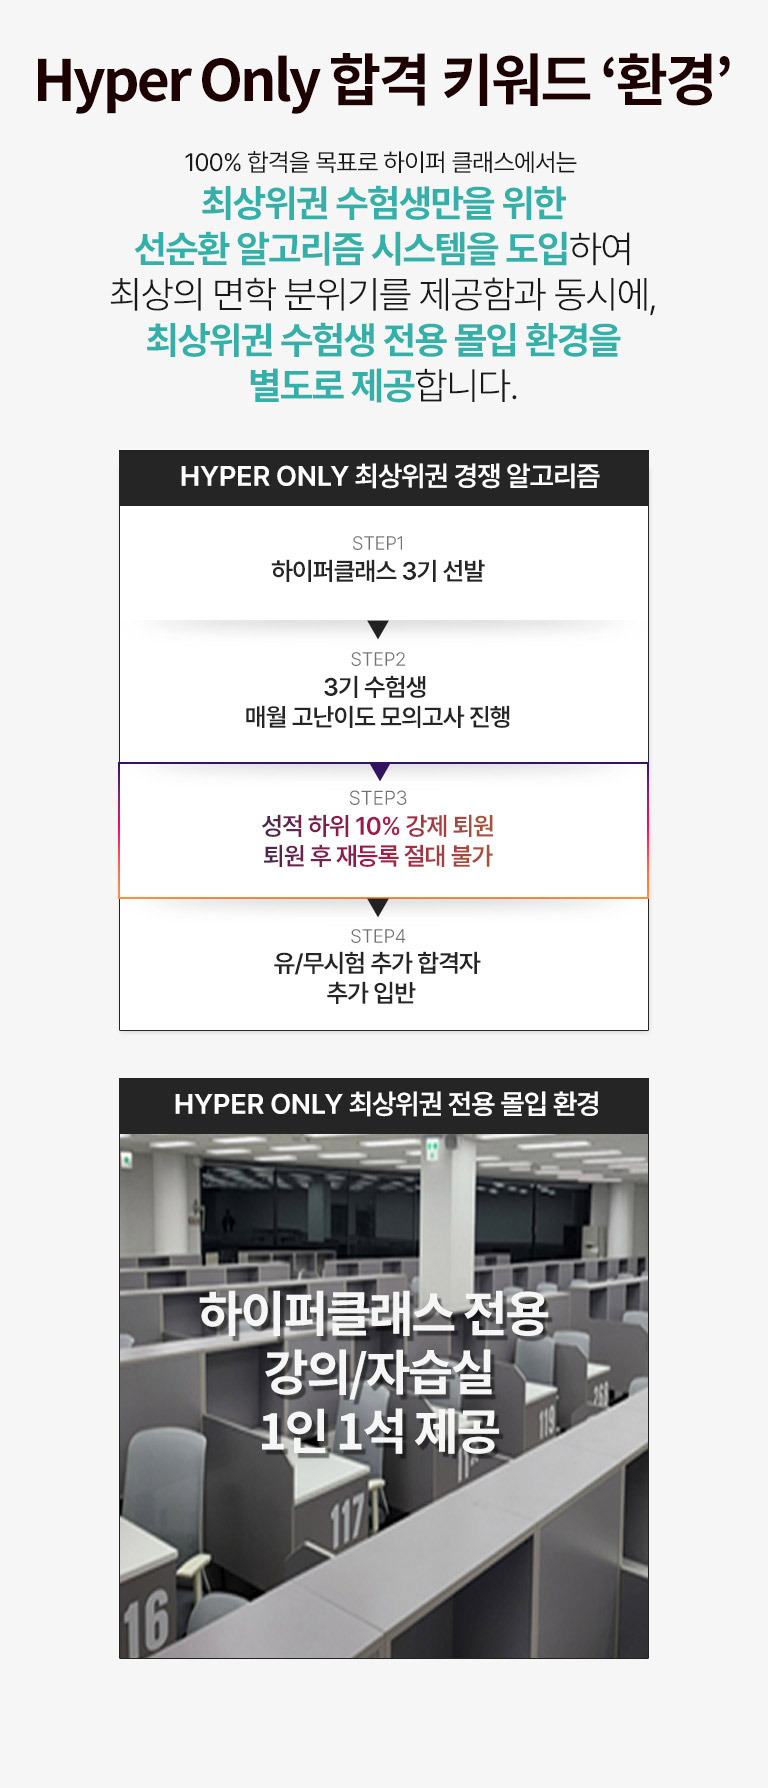 Hyper Only 합격 키워드 ‘환경’
100% 합격을 목표로 하이퍼 클래스에서는
최상위권 수험생만을 위한
선순환 알고리즘 시스템을 도입하여
최상의 면학 분위기를 제공함과 동시에,
최상위권 수험생 전용 몰입 환경을
별도로 제공합니다.
HYPER ONLY 최상위권 경쟁 알고리즘
STEP1
하이퍼클래스 3기 선발
STEP2
3기 수험생
매월 고난이도 모의고사 진행
STEP3
성적 하위 10% 강제 퇴원
퇴원 후 재등록 절대 불가
STEP4
유/무시험 추가 합격자
추가 입반
HYPER ONLY 최상위권 전용 몰입 환경
하이퍼클래스 전용
강의/자습실
1인 1석 제공
119
117
16